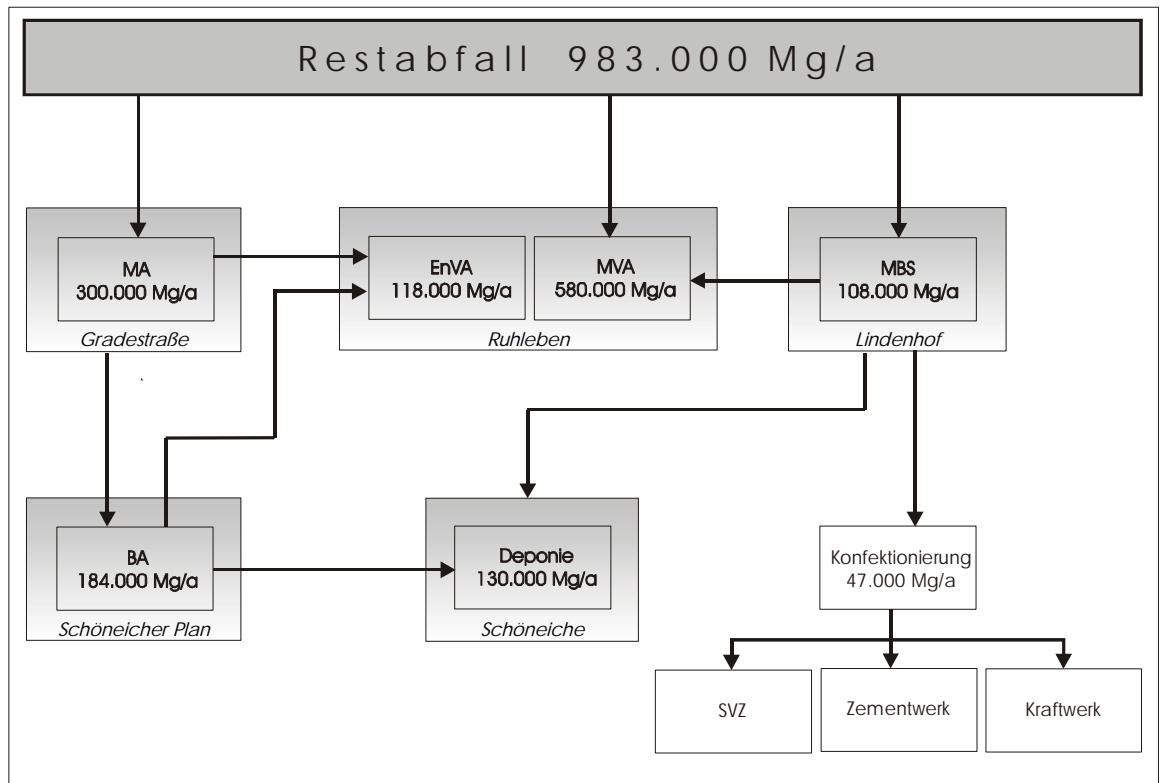 Restabfall 983.000 Mg/a
MA
300.000 Mg/a
Gradestraße
EnVA
118.000 Mg/a
MVA
580.000 Mg/a
Ruhleben
MBS
108.000 Mg/a
Lindenhof
BA
184.000 Mg/a
Schöneicher Plan
Deponie
130.000 Mg/a
Schöneiche
Konfektionierung
47.000 Mg/a
SVZ
Zementwerk
Kraftwerk